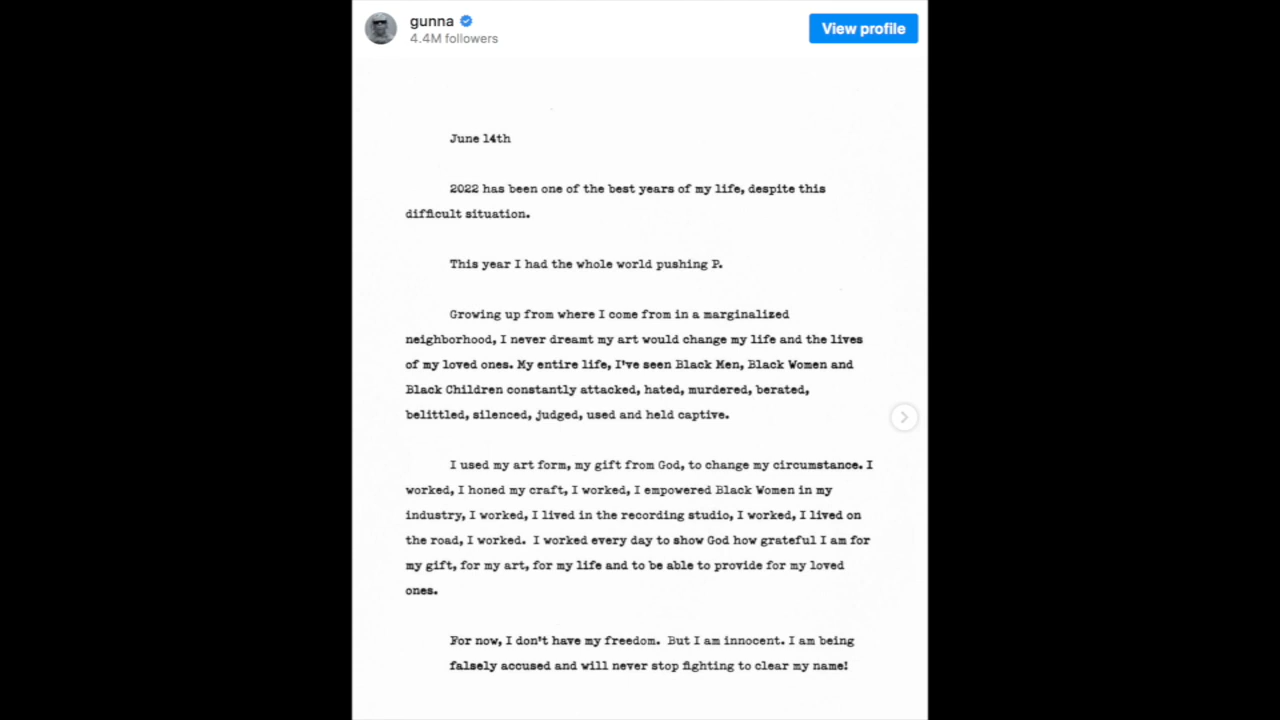 gunna
4.4M followers
View profile
June 14th
2022 has been one of the best years of my life, despite this
difficult situation.
This year I had the whole world pushing P.
Growing up from where I come from in a marginalized
neighborhood, I never dreamt my art would change my life and the lives
of my loved ones. My entire life, I've seen Black Men, Black Women and
Black Children constantly attacked, hated, murdered, berated,
belittled, silenced, judged, used and held captive.
I used my art form, my gift from God, to change my circumstance. I
worked, I honed my craft, I worked, I empowered Black Women in my
industry, I worked, I lived in the recording studio, I worked, I lived on
the road, I worked. I worked every day to show God how grateful I am for
my gift, for my art, for my life and to be able to provide for my loved
ones.
For now, I don't have my freedom. But I am innocent. I am being
falsely accused and will never stop fighting to clear my name!